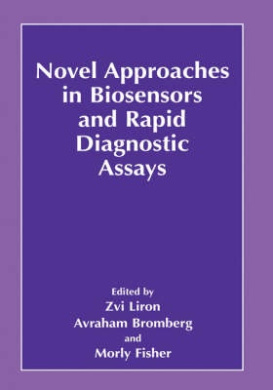 Novel Approaches
in Biosensors
and Rapid
Diagnostic
Assays
Edited by
Zvi Liron
Avraham Bromberg
and
Morly Fisher